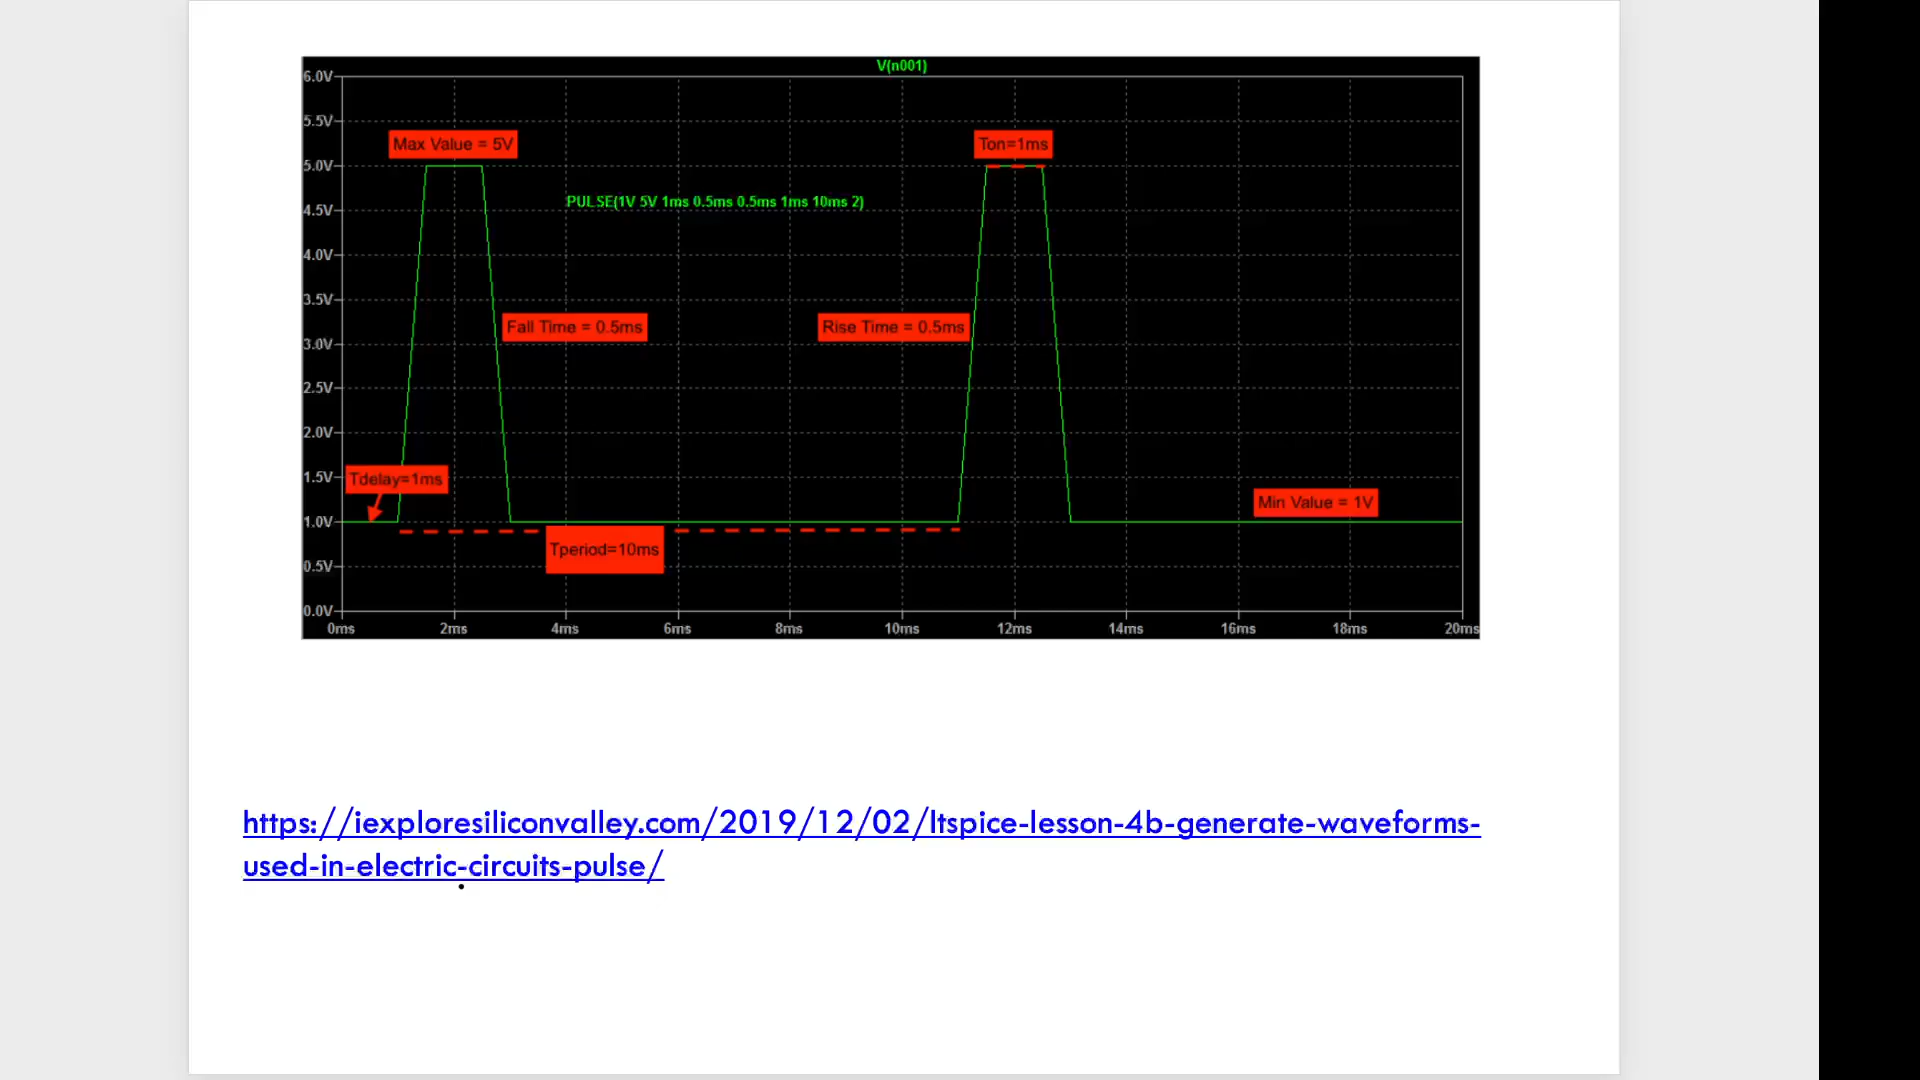 V(n001)
6.0V
5.5V
Max Value = 5V
Ton=1ms
5.0V
PULSE(1V 5V 1ms 0.5ms 0.5ms 1ms 10ms 2)
4.5V
4.0V
3.5V
Fall Time = 0.5ms
Rise Time = 0.5ms
3.0V
2.5V
2.0V
1.5V
Tdelay=1ms
Min Value = 1V
1.0V
Tperiod=10ms
0.5V
0.0V
0ms 2ms 4ms 6ms 8ms 10ms 12ms 14ms 16ms 18ms 20ms
https://iexploresiliconvalley.com/2019/12/02/ltspice-lesson-4b-generate-waveforms-
used-in-electric-circuits-pulse/